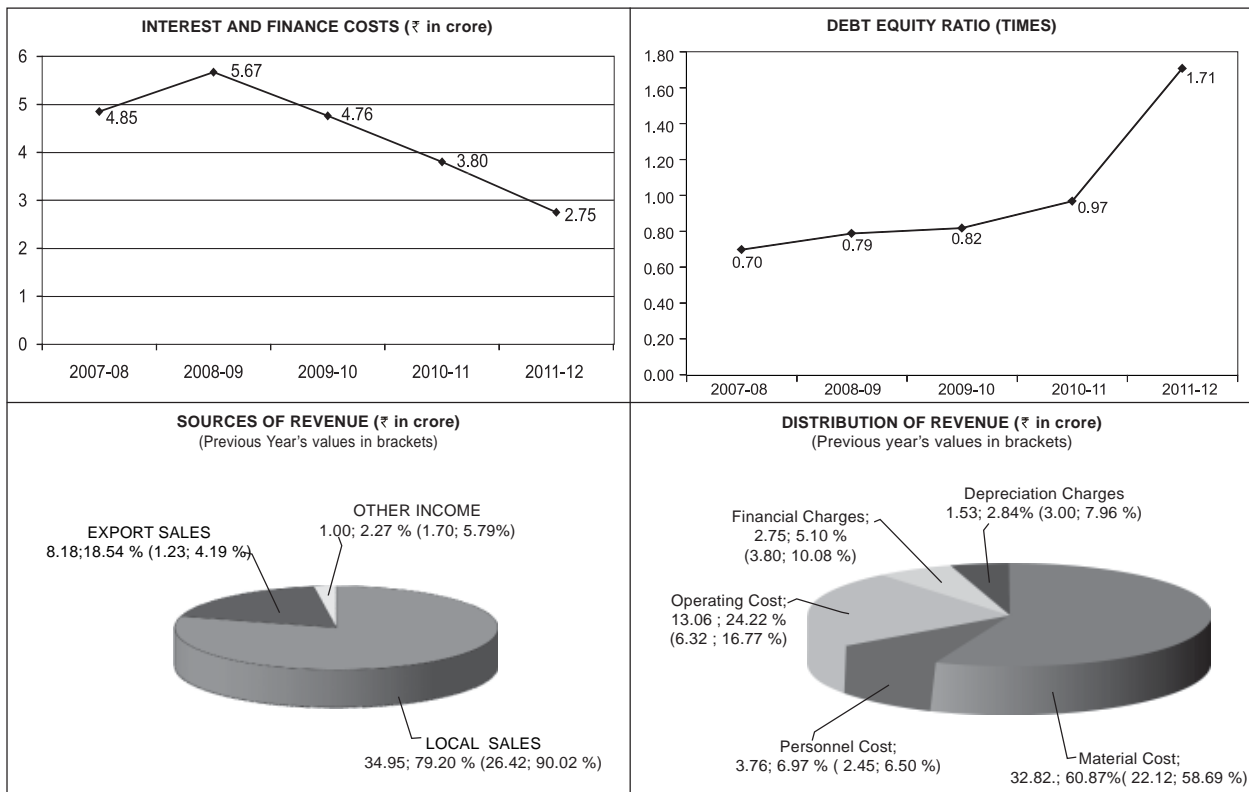 INTEREST AND FINANCE COSTS (₹ in crore)
6
5
4
3
2
1
0
4.85
5.67
4.76
3.80
2.75
2007-08 2008-09 2009-10 2010-11 2011-12
DEBT EQUITY RATIO (TIMES)
1.80
1.60
1.40
1.20
1.00
0.80
0.60
0.40
0.20
0.00
0.70
0.79
0.82
0.97
1.71
2007-08 2008-09 2009-10 2010-11 2011-12
SOURCES OF REVENUE (₹ in crore)
(Previous Year's values in brackets)
OTHER INCOME
1.00; 2.27 % (1.70; 5.79%)
EXPORT SALES
8.18;18.54 % (1.23; 4.19 %)
LOCAL SALES
34.95; 79.20 % (26.42; 90.02 %)
DISTRIBUTION OF REVENUE (₹ in crore)
(Previous year's values in brackets)
Depreciation Charges
1.53; 2.84% (3.00; 7.96 %)
Financial Charges;
2.75; 5.10 %
(3.80; 10.08 %)
Operating Cost;
13.06 ; 24.22 %
(6.32 ; 16.77 %)
Personnel Cost;
3.76; 6.97 % ( 2.45; 6.50 %)
Material Cost;
32.82.; 60.87%( 22.12; 58.69 %)